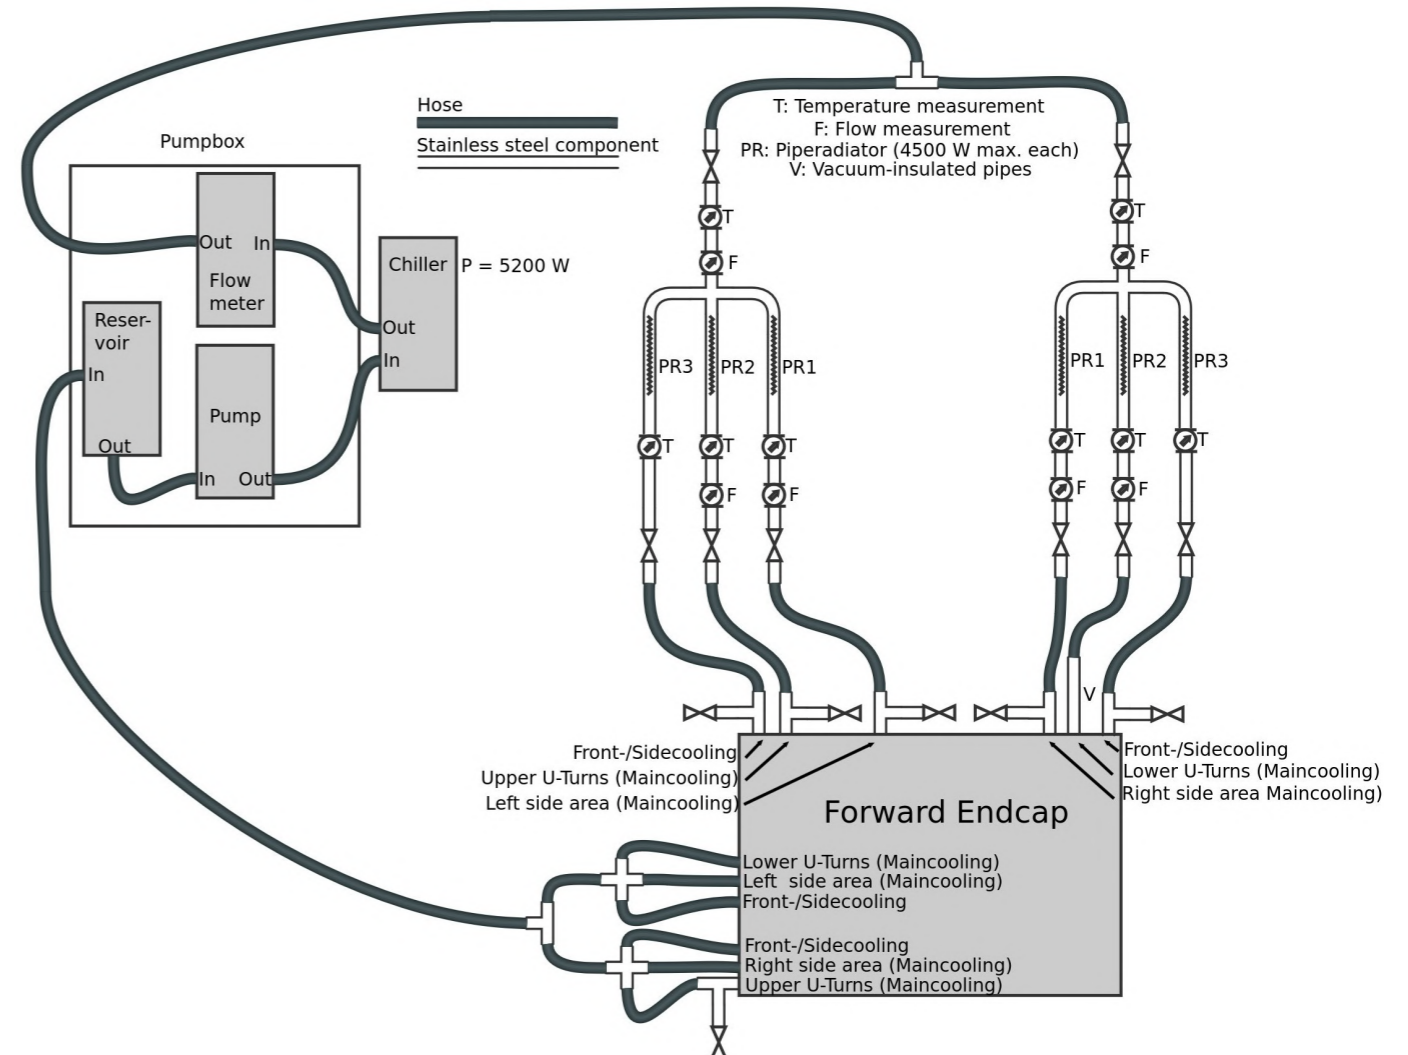 Hose
Stainless steel component
T: Temperature measurement
F: Flow measurement
PR: Piperadiator (4500 W max. each)
V: Vacuum-insulated pipes
Pumpbox
Out
In
Flow
meter
Chiller
P = 5200 W
Out
In
Reser-
voir
In
Out
Pump
In
Out
T
F
PR3
PR2
PR1
T
T
T
F
F
T
F
PR1
PR2
PR3
T
T
T
F
F
V
Front-/Sidecooling
Upper U-Turns (Maincooling)
Left side area (Maincooling)
Front-/Sidecooling
Lower U-Turns (Maincooling)
Right side area Maincooling)
Forward Endcap
Lower U-Turns (Maincooling)
Left side area (Maincooling)
Front-/Sidecooling
Front-/Sidecooling
Right side area (Maincooling)
Upper U-Turns (Maincooling)